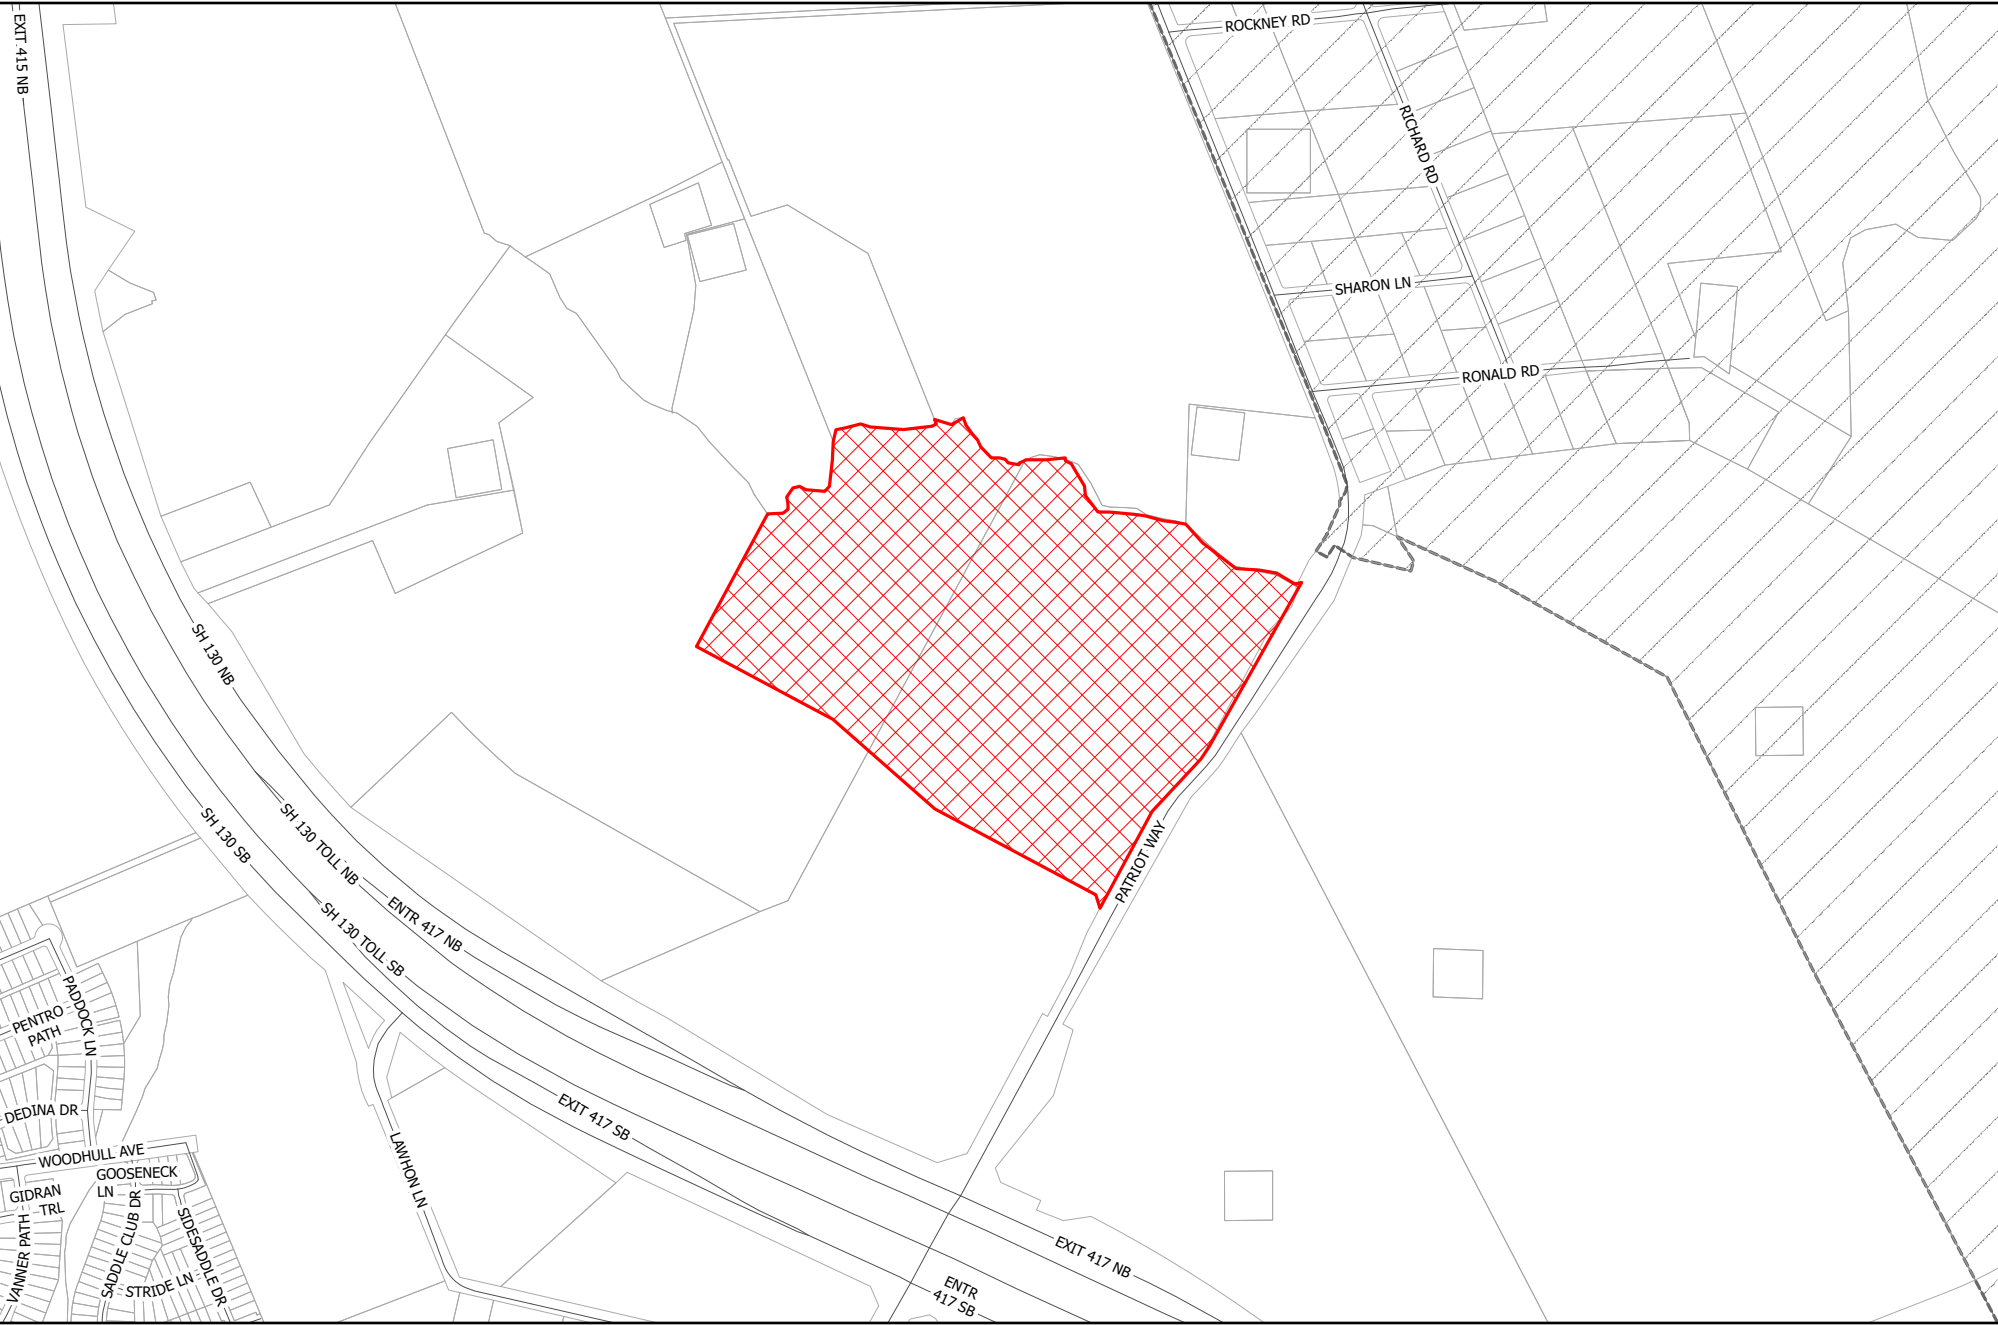 EXIT 415 NB
ROCKNEY RD
RICHARD RD
SHARON LN
RONALD RD
SH 130 NB
SH 130 SB
SH 130 TOLL NB
ENTR 417 NB
SH 130 TOLL SB
PATRIOT WAY
PADDOCK LN
PENTRO
PATH
DEDINA DR
WOODHULL AVE
GOOSENECK
LN
GIDRAN
TRL
VANNER PATH
SADDLE CLUB DR
SIDESADDLE DR
STRIDE LN
LAWHON LN
EXIT 417 SB
EXIT 417 NB
ENTR
417 SB